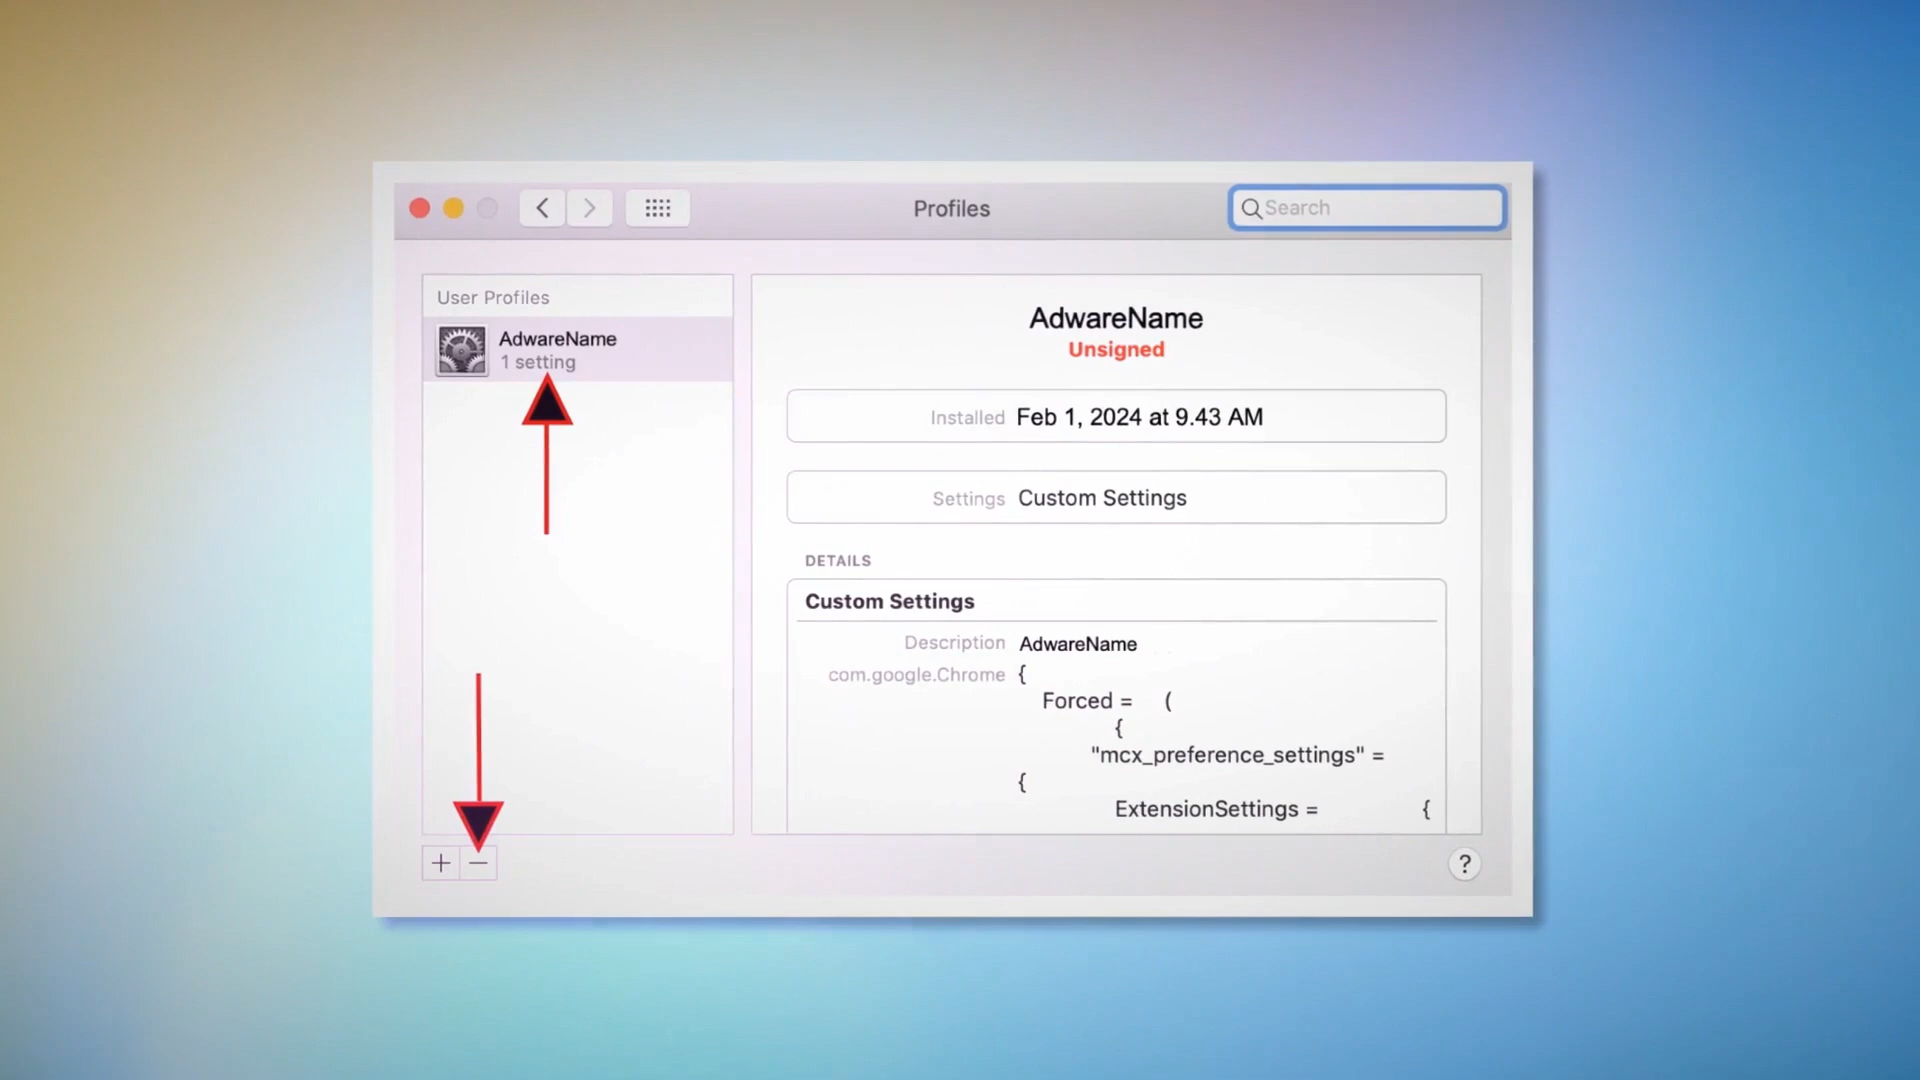 Profiles
Search
User Profiles
AdwareName
1 setting
AdwareName
Unsigned
Installed Feb 1, 2024 at 9.43 AM
Settings Custom Settings
DETAILS
Custom Settings
Description AdwareName
com.google.Chrome {
Forced = (
{
"mcx_preference_settings" =
{
ExtensionSettings = {
+ −
?